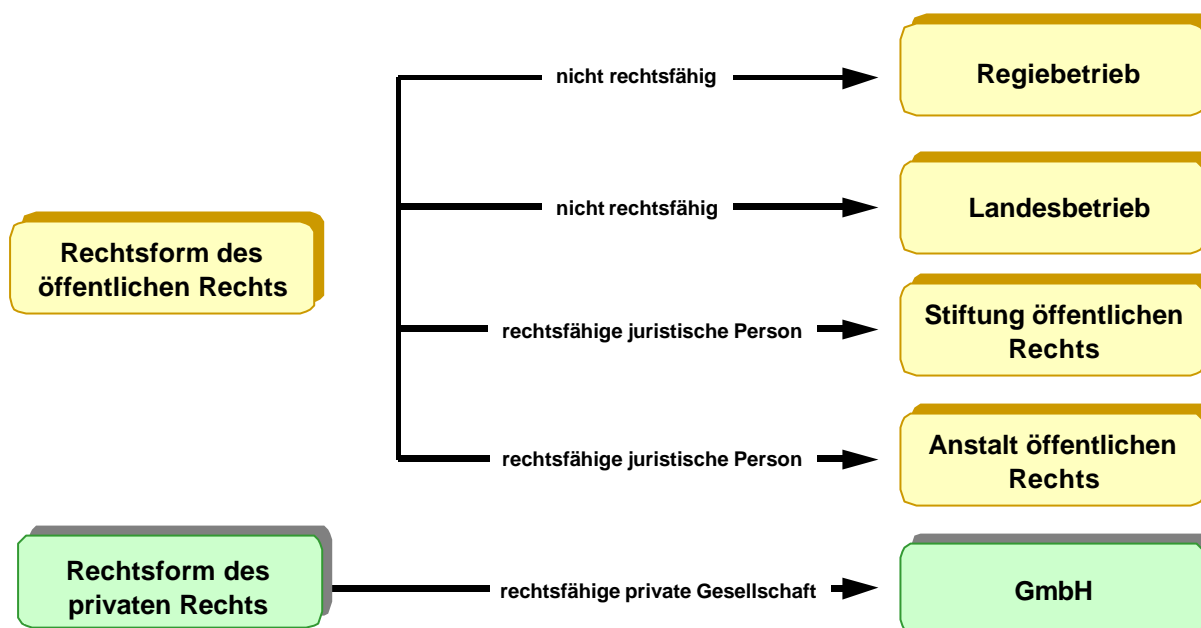 nicht rechtsfähig
Regiebetrieb
nicht rechtsfähig
Landesbetrieb
Rechtsform des
öffentlichen Rechts
rechtsfähige juristische Person
Stiftung öffentlichen
Rechts
rechtsfähige juristische Person
Anstalt öffentlichen
Rechts
Rechtsform des
privaten Rechts
rechtsfähige private Gesellschaft
GmbH